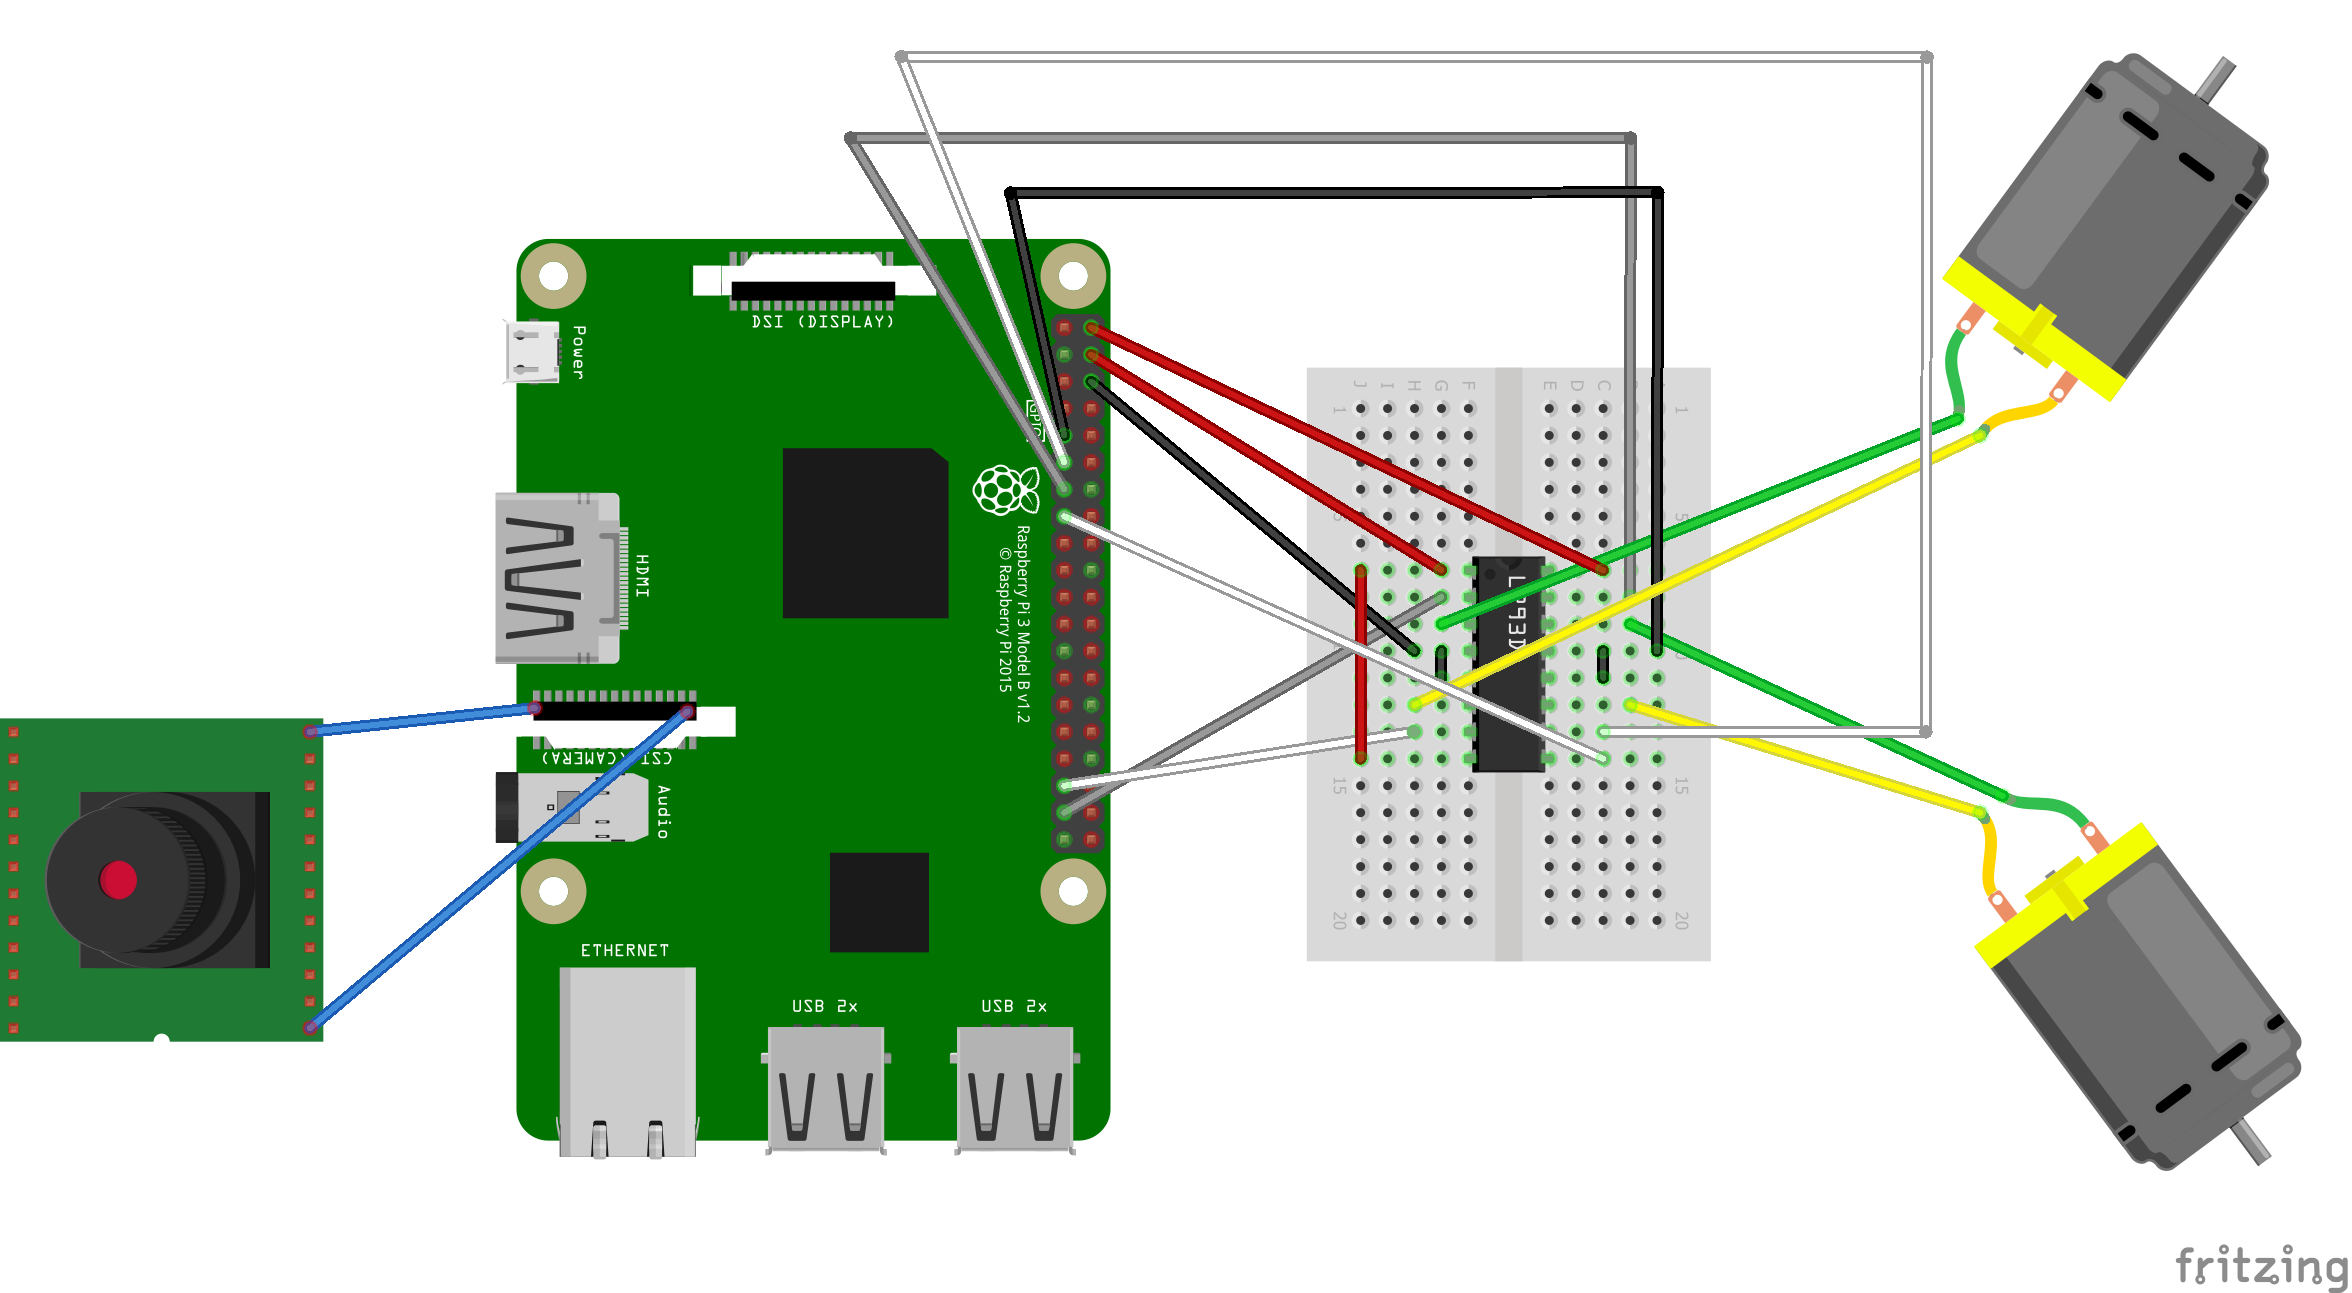 DSI (DISPLAY)
Power
GPIO
HDMI
Raspberry Pi 3 Model B v1.2
© Raspberry Pi 2015
CSI (CAMERA)
Audio
ETHERNET
USB 2x
USB 2x
J I H G F E D C
1 1
5
15 15
20 20
L293D
fritzing